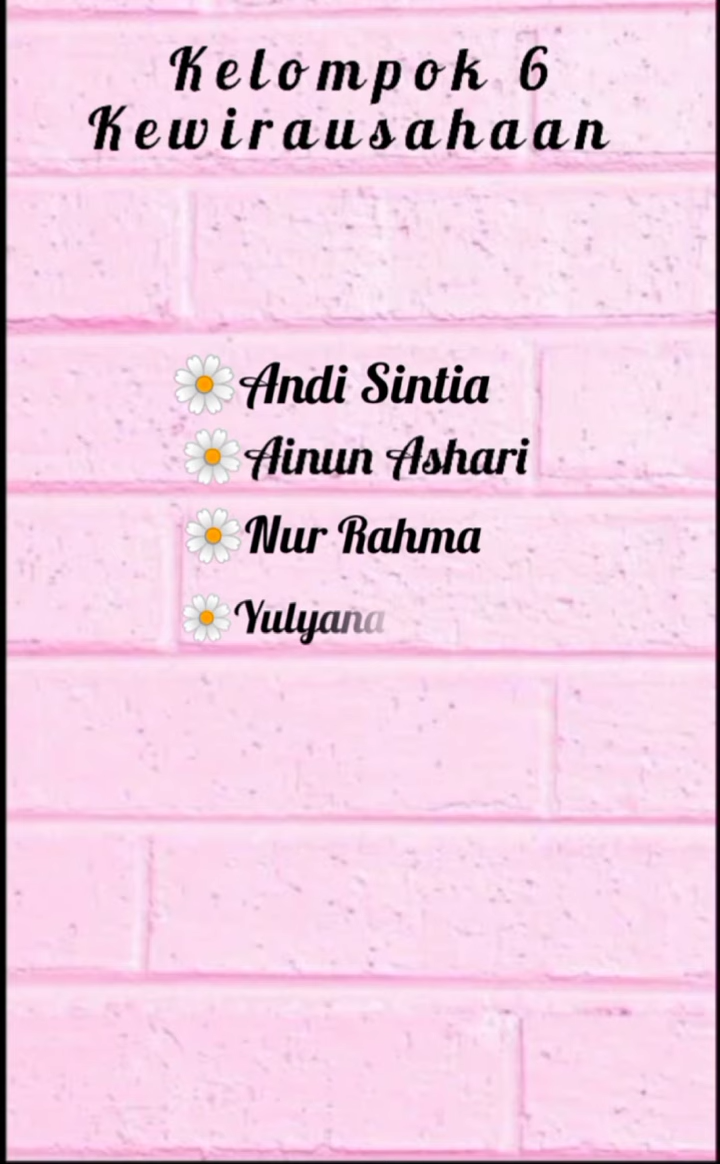 Kelompok 6
Kewirausahaan
Andi Sintia
Ainun Ashari
Nur Rahma
Yulyana